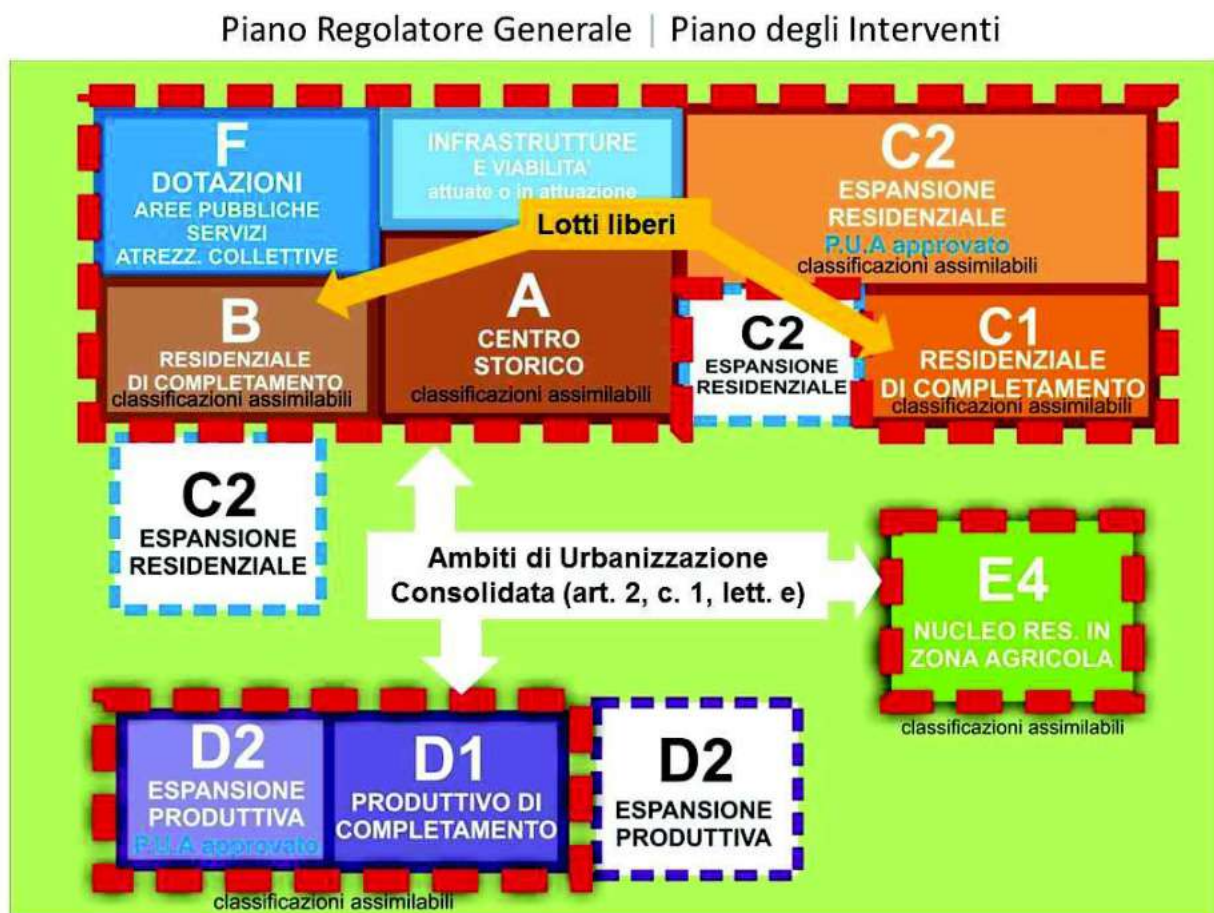 Piano Regolatore Generale | Piano degli Interventi
F
DOTAZIONI
AREE PUBBLICHE
SERVIZI
ATREZZ. COLLETTIVE
INFRASTRUTTURE
E VIABILITA'
attuate o in attuazione
C2
ESPANSIONE
RESIDENZIALE
P.U.A approvato
classificazioni assimilabili
Lotti liberi
B
RESIDENZIALE
DI COMPLETAMENTO
classificazioni assimilabili
A
CENTRO
STORICO
classificazioni assimilabili
C2
ESPANSIONE
RESIDENZIALE
C1
RESIDENZIALE
DI COMPLETAMENTO
classificazioni assimilabili
C2
ESPANSIONE
RESIDENZIALE
Ambiti di Urbanizzazione
Consolidata (art. 2, c. 1, lett. e)
E4
NUCLEO RES. IN
ZONA AGRICOLA
classificazioni assimilabili
D2
ESPANSIONE
PRODUTTIVA
P.U.A approvato
D1
PRODUTTIVO DI
COMPLETAMENTO
classificazioni assimilabili
D2
ESPANSIONE
PRODUTTIVA